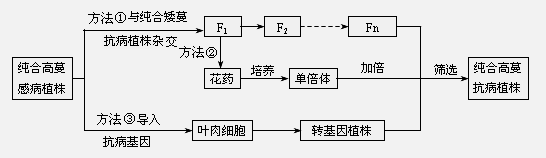 方法①与纯合矮蔓
抗病植株杂交
F1
F2
Fn
方法②
纯合高蔓
感病植株
花药
培养
单倍体
加倍
筛选
纯合高蔓
抗病植株
方法③导入
抗病基因
叶肉细胞
转基因植株